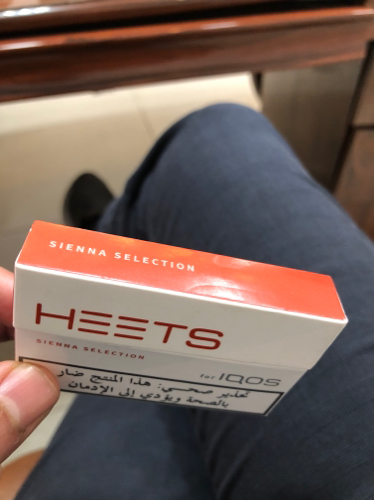 SIENNA SELECTION
HEETS
SIENNA SELECTION
for IQOS
تحذير صحي: هذا المنتج ضار
بالصحة ويؤدي إلى الإدمان